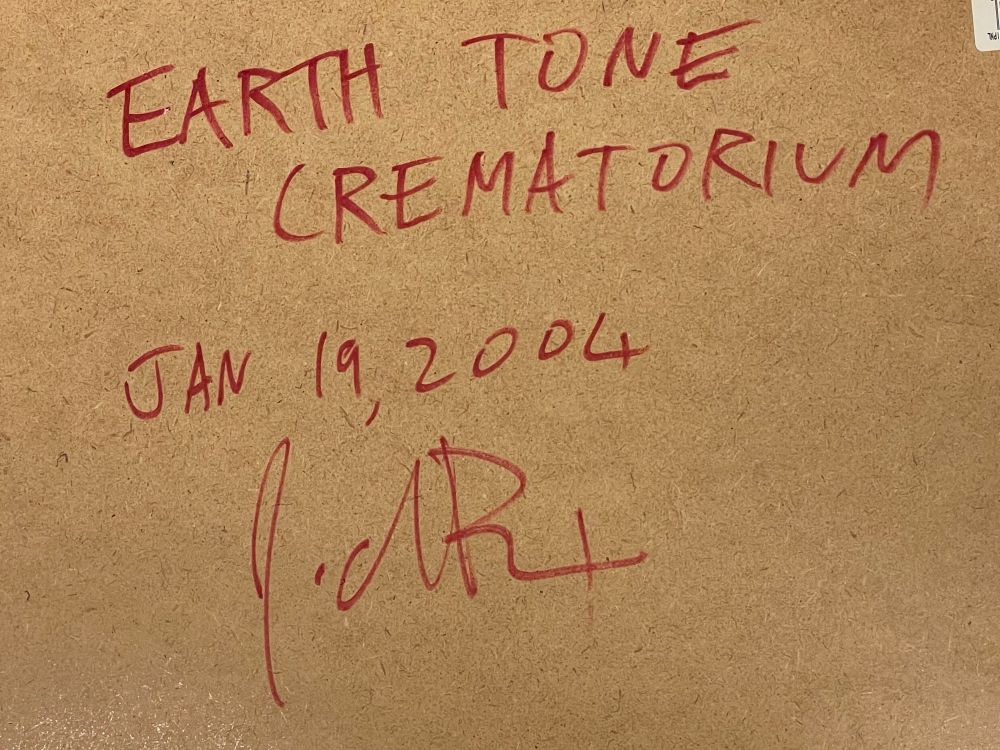 EARTH TONE
CREMATORIUM
JAN 19, 2004